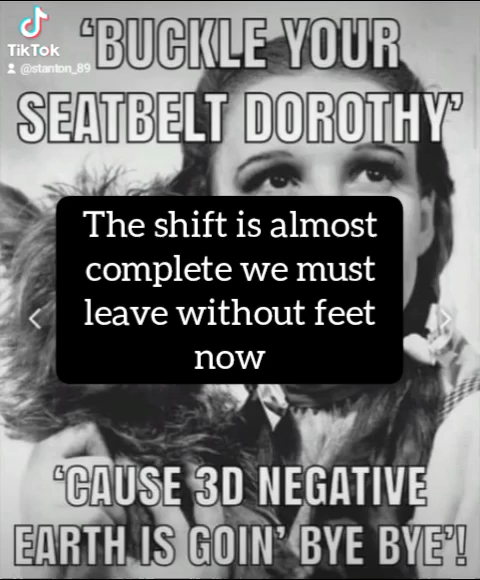 TikTok
@stanton_89
‘BUCKLE YOUR
SEATBELT DOROTHY’
The shift is almost
complete we must
leave without feet
now
‘CAUSE 3D NEGATIVE
EARTH IS GOIN’ BYE BYE’!